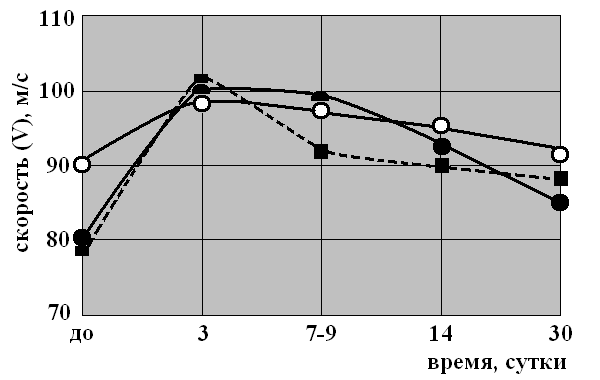 110
100
90
80
70
скорость (V), м/с
до 3 7-9 14 30
время, сутки